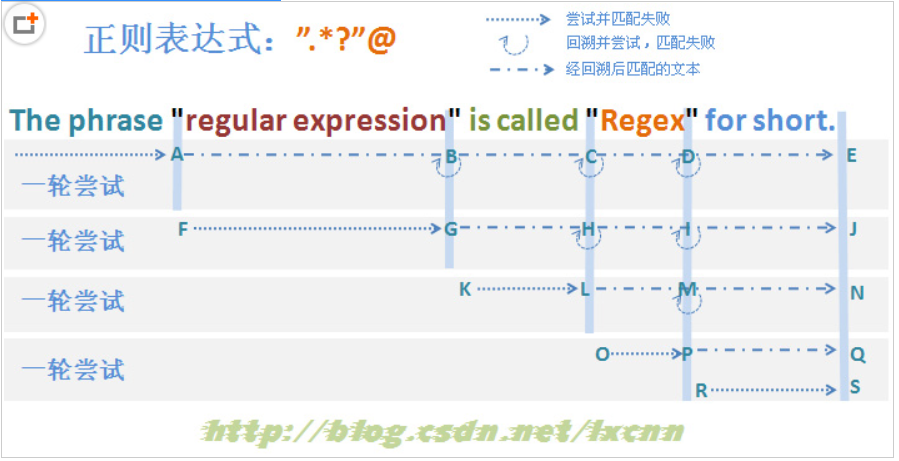 正则表达式：”.*?”@
尝试并匹配失败
回溯并尝试，匹配失败
经回溯后匹配的文本
The phrase "regular expression" is called "Regex" for short.
A B C D E
一轮尝试
F G H I J
一轮尝试
K L M N
一轮尝试
O P Q
一轮尝试
R S
http://blog.csdn.net/lxcnn